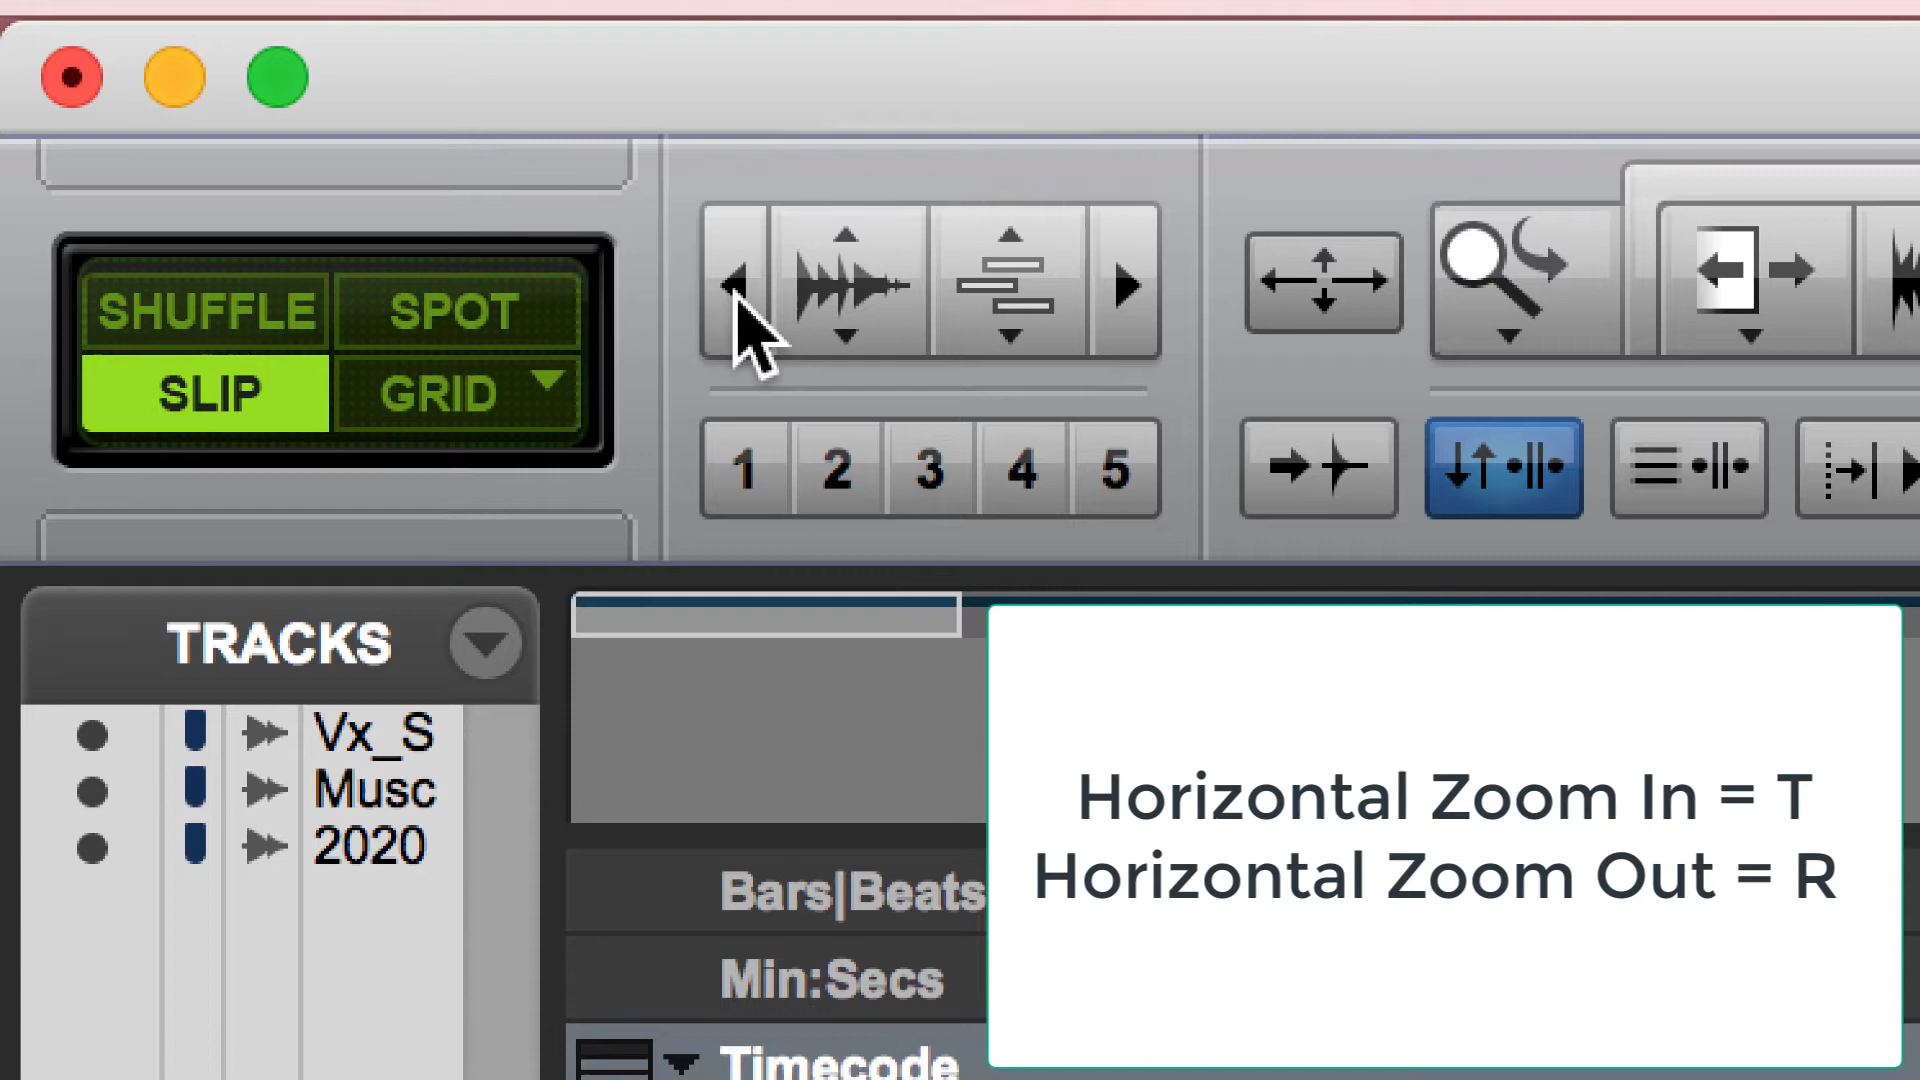 SHUFFLE SPOT
SLIP GRID
1 2 3 4 5
TRACKS
Vx_S
Musc
2020
Bars|Beats
Min:Secs
Timecode
Horizontal Zoom In = T
Horizontal Zoom Out = R